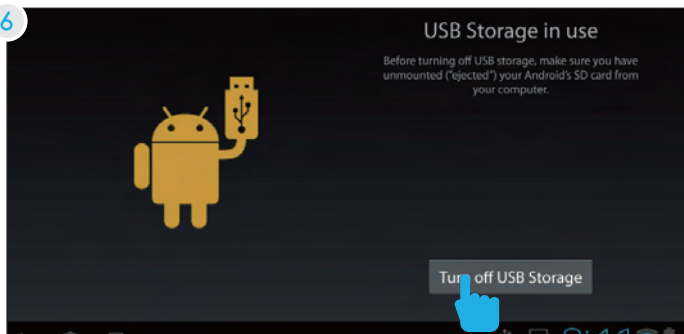 6
USB Storage in use
Before turning off USB storage, make sure you have
unmounted ("ejected") your Android's SD card from
your computer.
Turn off USB Storage